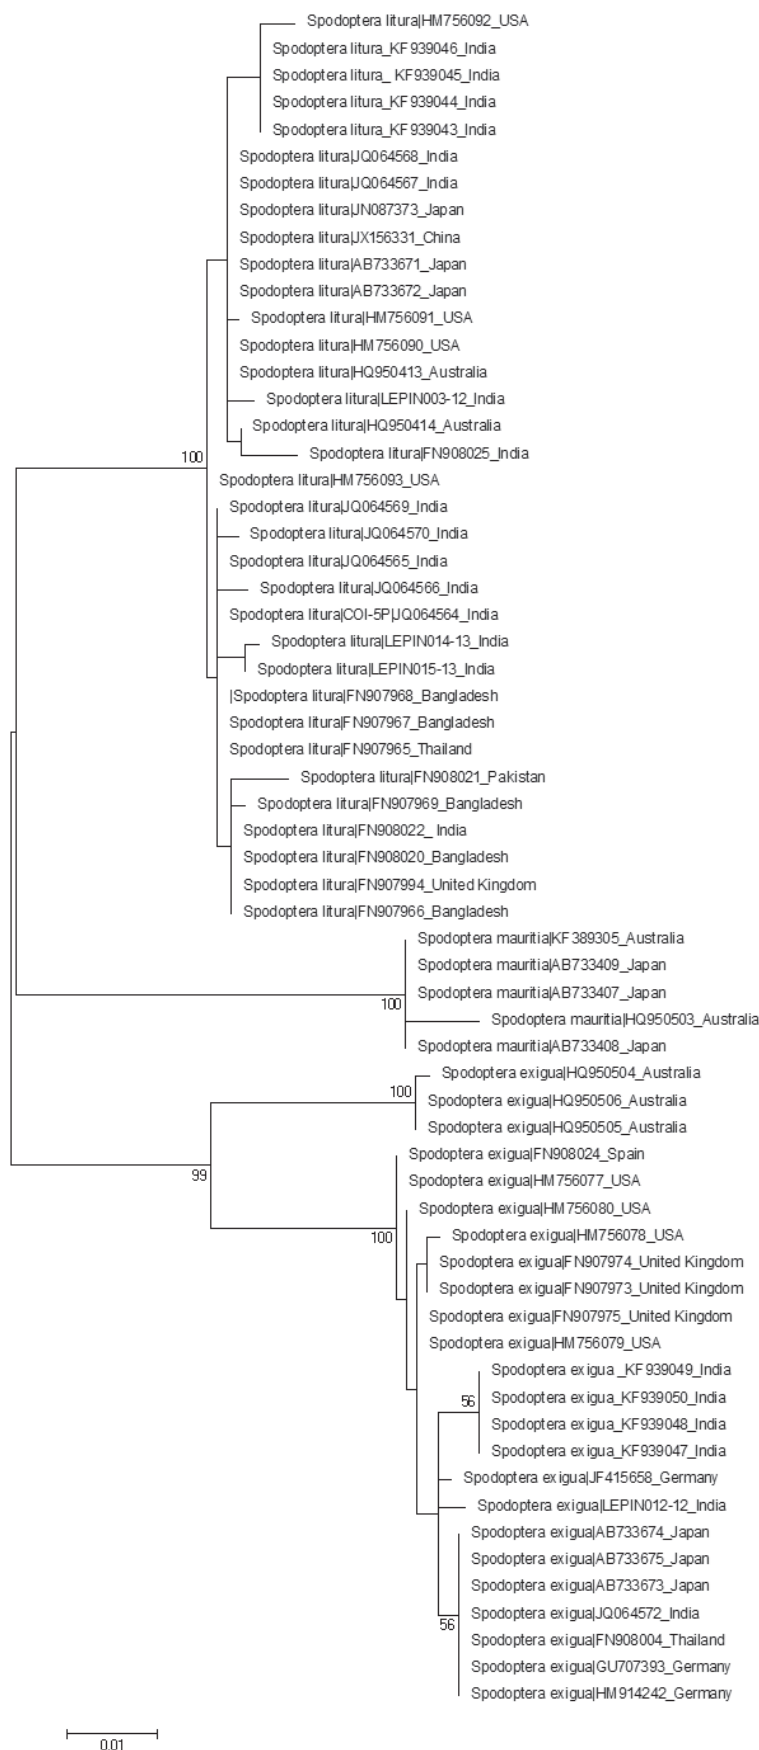 Spodoptera litura|HM756092_USA
Spodoptera litura_KF939046_India
Spodoptera litura_ KF939045_India
Spodoptera litura_KF939044_India
Spodoptera litura_KF939043_India
Spodoptera litura|JQ064568_India
Spodoptera litura|JQ064567_India
Spodoptera litura|JN087373_Japan
Spodoptera litura|JX156331_China
Spodoptera litura|AB733671_Japan
Spodoptera litura|AB733672_Japan
Spodoptera litura|HM756091_USA
Spodoptera litura|HM756090_USA
Spodoptera litura|HQ950413_Australia
Spodoptera litura|LEPIN003-12_India
Spodoptera litura|HQ950414_Australia
Spodoptera litura|FN908025_India
100
Spodoptera litura|HM756093_USA
Spodoptera litura|JQ064569_India
Spodoptera litura|JQ064570_India
Spodoptera litura|JQ064565_India
Spodoptera litura|JQ064566_India
Spodoptera litura|COI-5P|JQ064564_India
Spodoptera litura|LEPIN014-13_India
Spodoptera litura|LEPIN015-13_India
|Spodoptera litura|FN907968_Bangladesh
Spodoptera litura|FN907967_Bangladesh
Spodoptera litura|FN907965_Thailand
Spodoptera litura|FN908021_Pakistan
Spodoptera litura|FN907969_Bangladesh
Spodoptera litura|FN908022_ India
Spodoptera litura|FN908020_Bangladesh
Spodoptera litura|FN907994_United Kingdom
Spodoptera litura|FN907966_Bangladesh
Spodoptera mauritia|KF389305_Australia
Spodoptera mauritia|AB733409_Japan
Spodoptera mauritia|AB733407_Japan
100
Spodoptera mauritia|HQ950503_Australia
Spodoptera mauritia|AB733408_Japan
Spodoptera exigua|HQ950504_Australia
100
Spodoptera exigua|HQ950506_Australia
Spodoptera exigua|HQ950505_Australia
Spodoptera exigua|FN908024_Spain
99
Spodoptera exigua|HM756077_USA
Spodoptera exigua|HM756080_USA
Spodoptera exigua|HM756078_USA
100
Spodoptera exigua|FN907974_United Kingdom
Spodoptera exigua|FN907973_United Kingdom
Spodoptera exigua|FN907975_United Kingdom
Spodoptera exigua|HM756079_USA
Spodoptera exigua _KF939049_India
56
Spodoptera exigua_KF939050_India
Spodoptera exigua_KF939048_India
Spodoptera exigua_KF939047_India
Spodoptera exigua|JF415658_Germany
Spodoptera exigua|LEPIN012-12_India
Spodoptera exigua|AB733674_Japan
Spodoptera exigua|AB733675_Japan
Spodoptera exigua|AB733673_Japan
Spodoptera exigua|JQ064572_India
56
Spodoptera exigua|FN908004_Thailand
Spodoptera exigua|GU707393_Germany
Spodoptera exigua|HM914242_Germany
0.01